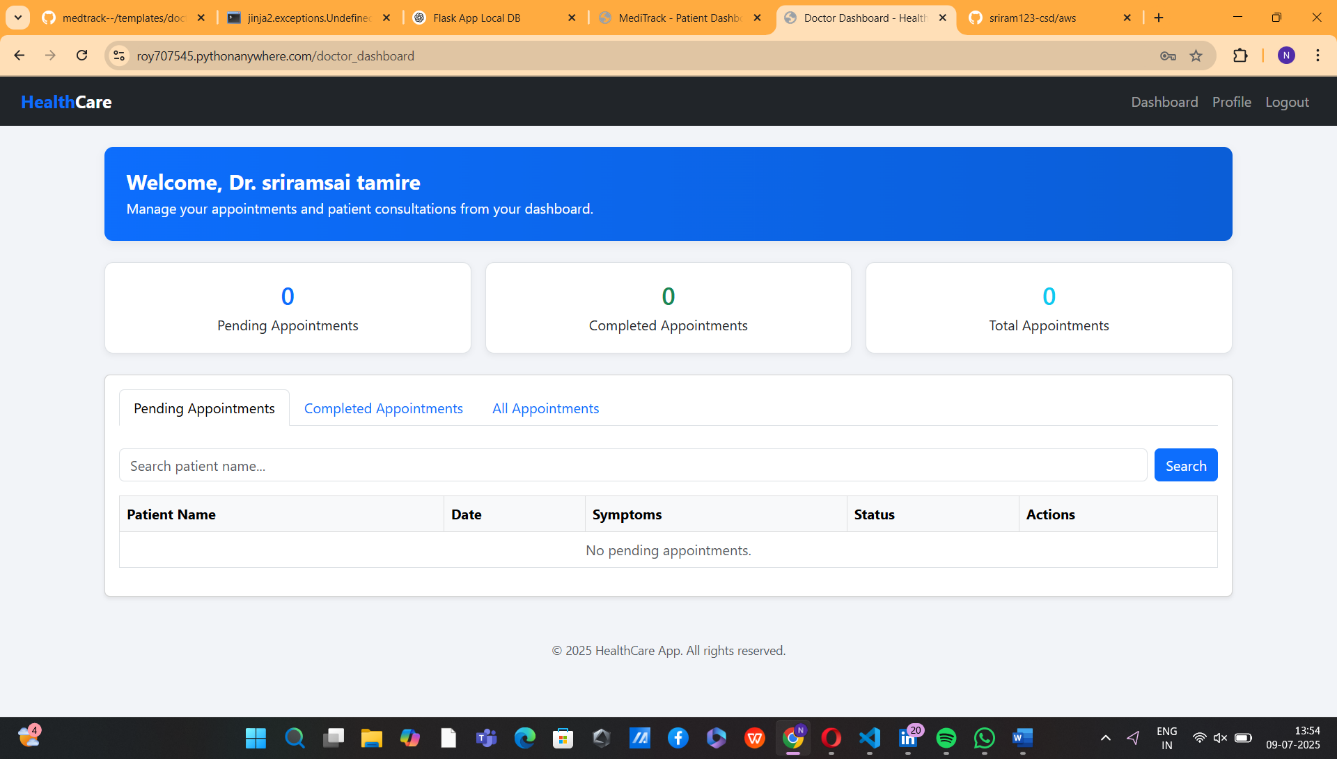 medtrack--/templates/doc
jinja2.exceptions.Undefined
Flask App Local DB
MediTrack - Patient Dashb
Doctor Dashboard - Health
sriram123-csd/aws
roy707545.pythonanywhere.com/doctor_dashboard
N
HealthCare
Dashboard
Profile
Logout
Welcome, Dr. sriramsai tamire
Manage your appointments and patient consultations from your dashboard.
0
Pending Appointments
0
Completed Appointments
0
Total Appointments
Pending Appointments
Completed Appointments
All Appointments
Search patient name...
Search
Patient Name
Date
Symptoms
Status
Actions
No pending appointments.
© 2025 HealthCare App. All rights reserved.
4
N
20
ENG
IN
13:54
09-07-2025